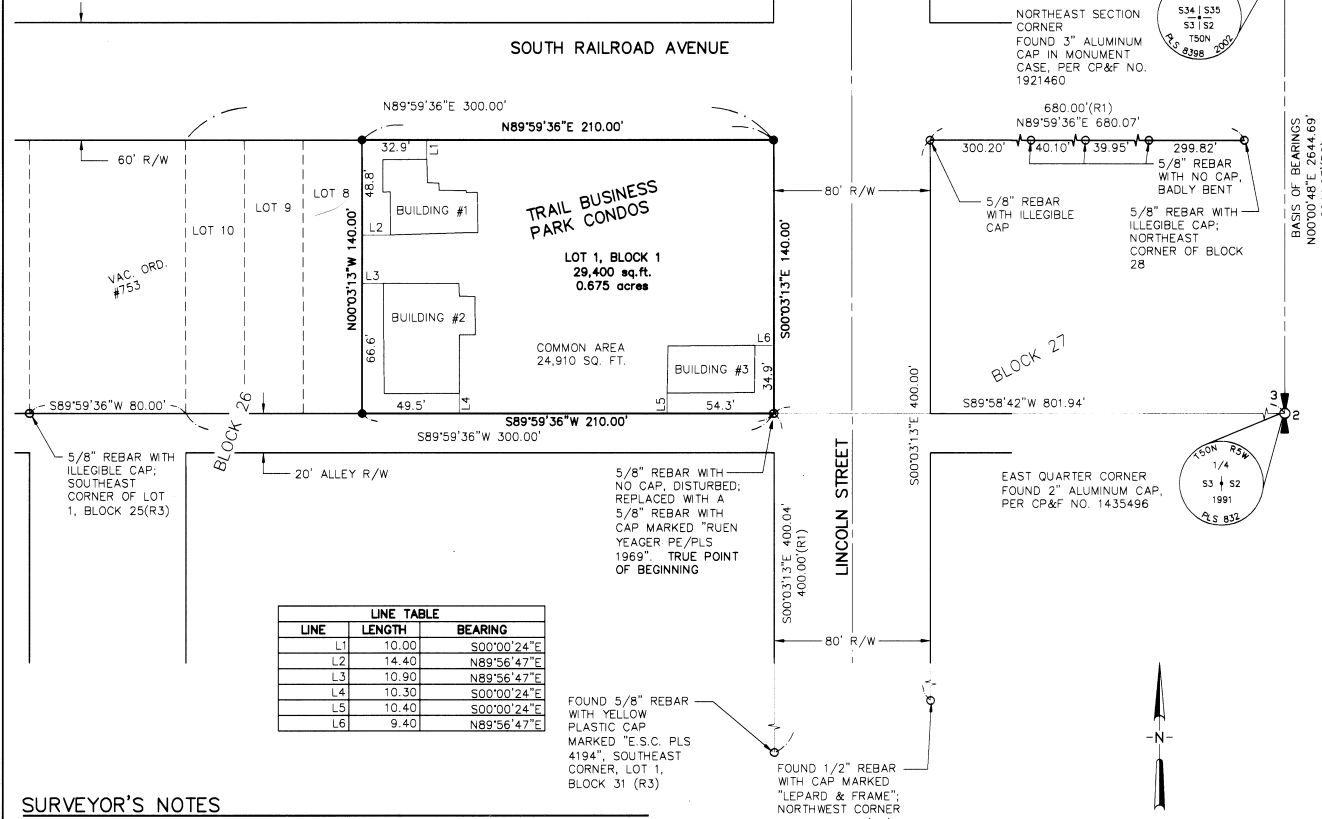 SOUTH RAILROAD AVENUE
NORTHEAST SECTION
CORNER
FOUND 3" ALUMINUM
CAP IN MONUMENT
CASE, PER CP&F NO.
1921460
S34 | S35
S3 | S2
T50N
PLS 8398 2002
N89°59'36"E 300.00'
N89°59'36"E 210.00'
680.00'(R1)
N89°59'36"E 680.07'
300.20'
40.10'
39.95'
299.82'
BASIS OF BEARINGS
N00°00'48"E 2644.69'
60' R/W
32.9'
L1
48.8'
BUILDING #1
L2
L3
LOT 8
LOT 9
LOT 10
VAC. ORD.
#753
N00°03'13"W 140.00'
TRAIL BUSINESS
PARK CONDOS
LOT 1, BLOCK 1
29,400 sq.ft.
0.675 acres
S00°03'13"E 140.00'
80' R/W
5/8" REBAR
WITH ILLEGIBLE
CAP
5/8" REBAR
WITH NO CAP,
BADLY BENT
5/8" REBAR WITH
ILLEGIBLE CAP;
NORTHEAST
CORNER OF BLOCK
28
BUILDING #2
66.6'
COMMON AREA
24,910 SQ. FT.
L6
BUILDING #3
34.9'
49.5'
L4
L5
54.3'
BLOCK 27
S89°59'36"W 80.00'
BLOCK 26
S89°59'36"W 210.00'
S89°59'36"W 300.00'
S00°03'13"E 400.00'
S89°58'42"W 801.94'
3
2
5/8" REBAR WITH
ILLEGIBLE CAP;
SOUTHEAST
CORNER OF LOT
1, BLOCK 25(R3)
20' ALLEY R/W
5/8" REBAR WITH
NO CAP, DISTURBED;
REPLACED WITH A
5/8" REBAR WITH
CAP MARKED "RUEN
YEAGER PE/PLS
1969". TRUE POINT
OF BEGINNING
LINCOLN STREET
S00°03'13"E 400.04'
400.00'(R1)
EAST QUARTER CORNER
FOUND 2" ALUMINUM CAP,
PER CP&F NO. 1435496
T50N R5W
1/4
S3 S2
1991
PLS 832
LINE TABLE
LINE LENGTH BEARING
L1 10.00 S00°00'24"E
L2 14.40 N89°56'47"E
L3 10.90 N89°56'47"E
L4 10.30 S00°00'24"E
L5 10.40 S00°00'24"E
L6 9.40 N89°56'47"E
80' R/W
FOUND 5/8" REBAR
WITH YELLOW
PLASTIC CAP
MARKED "E.S.C. PLS
4194", SOUTHEAST
CORNER, LOT 1,
BLOCK 31 (R3)
FOUND 1/2" REBAR
WITH CAP MARKED
"LEPARD & FRAME";
NORTHWEST CORNER
-N-
SURVEYOR'S NOTES